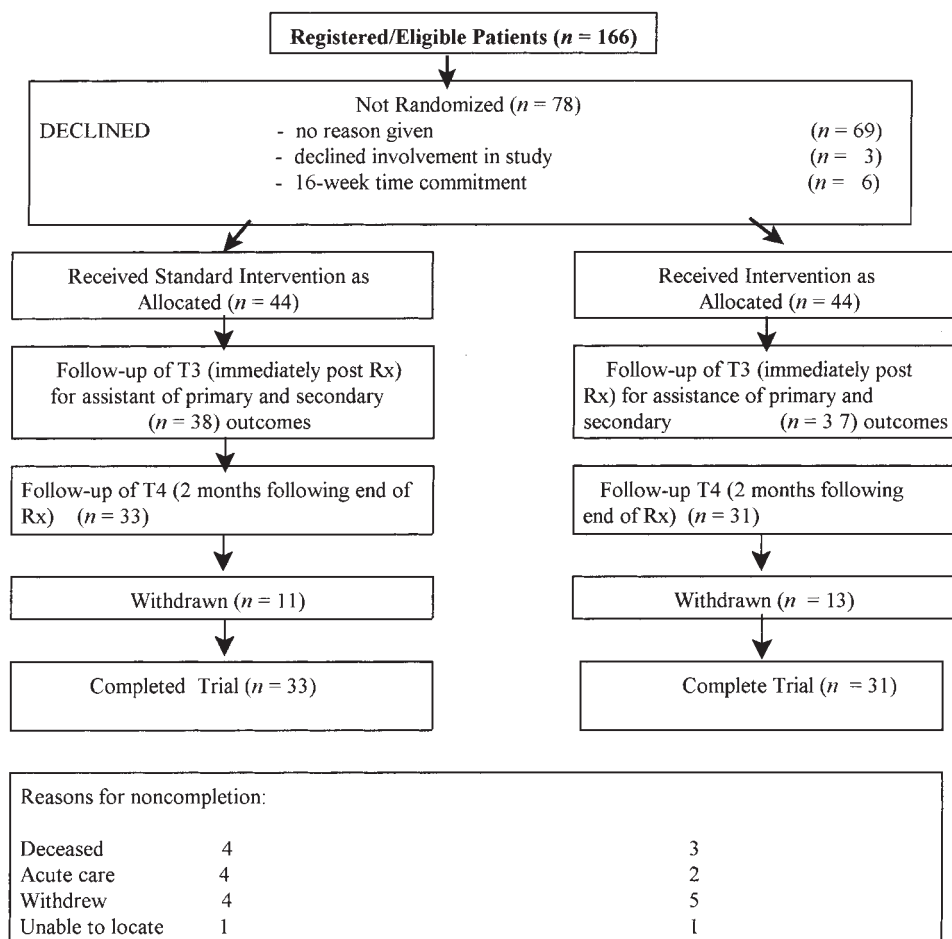 Registered/Eligible Patients (n = 166)
Not Randomized (n = 78)
DECLINED - no reason given (n = 69)
- declined involvement in study (n = 3)
- 16-week time commitment (n = 6)
Received Standard Intervention as
Allocated (n = 44)
Received Intervention as
Allocated (n = 44)
Follow-up of T3 (immediately post Rx)
for assistant of primary and secondary
(n = 38) outcomes
Follow-up of T3 (immediately post
Rx) for assistance of primary and
secondary (n = 3 7) outcomes
Follow-up of T4 (2 months following end of
Rx) (n = 33)
Follow-up T4 (2 months following
end of Rx) (n = 31)
Withdrawn (n = 11)
Withdrawn (n = 13)
Completed Trial (n = 33)
Complete Trial (n = 31)
Reasons for noncompletion:
Deceased 4 3
Acute care 4 2
Withdrew 4 5
Unable to locate 1 1